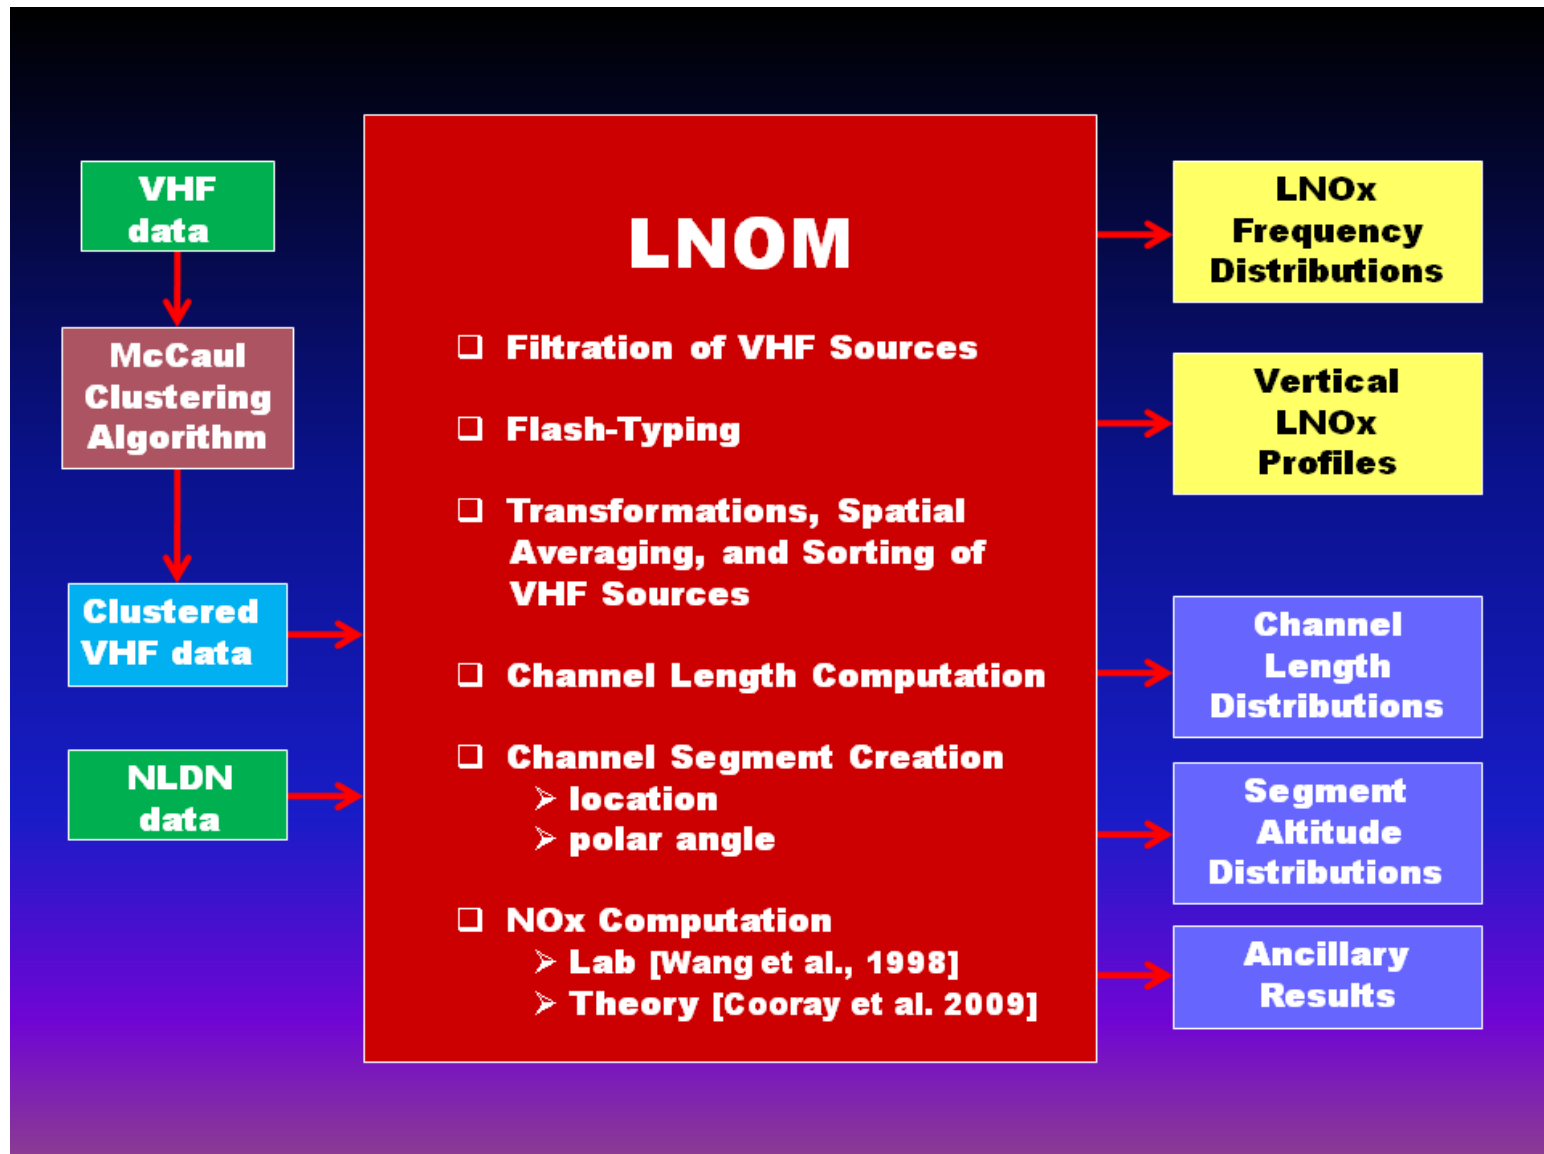 VHF
data
McCaul
Clustering
Algorithm
Clustered
VHF data
NLDN
data
LNOM
Filtration of VHF Sources
Flash-Typing
Transformations, Spatial
Averaging, and Sorting of
VHF Sources
Channel Length Computation
Channel Segment Creation
location
polar angle
NOx Computation
Lab [Wang et al., 1998]
Theory [Cooray et al. 2009]
LNOx
Frequency
Distributions
Vertical
LNOx
Profiles
Channel
Length
Distributions
Segment
Altitude
Distributions
Ancillary
Results